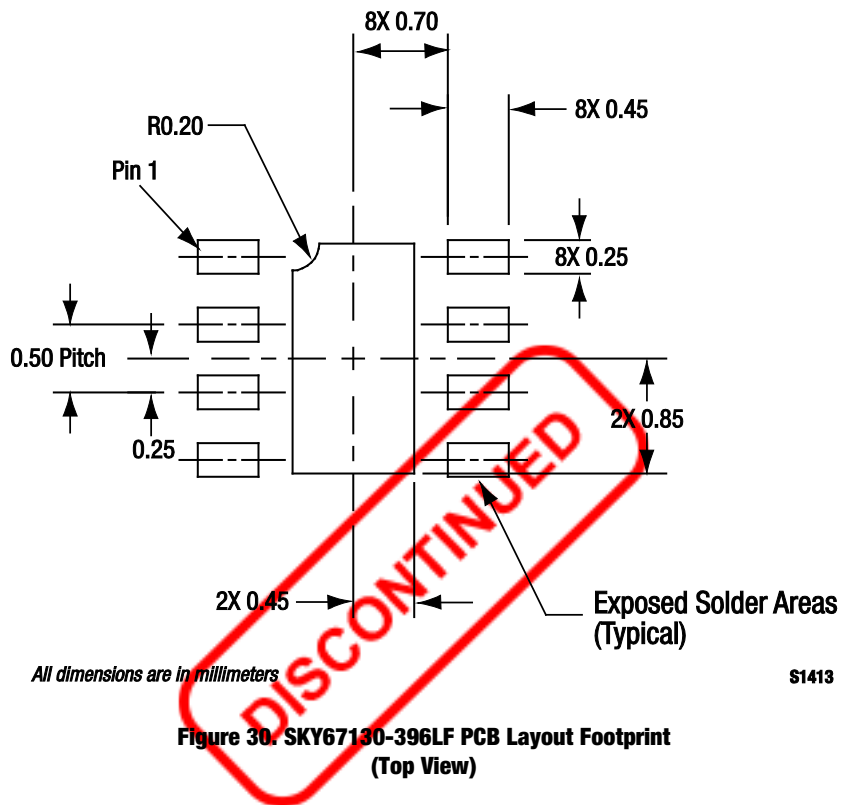 8X 0.70
R0.20
8X 0.45
Pin 1
8X 0.25
0.50 Pitch
0.25
2X 0.85
2X 0.45
Exposed Solder Areas
(Typical)
DISCONTINUED
All dimensions are in millimeters
S1413
Figure 30. SKY67130-396LF PCB Layout Footprint
(Top View)